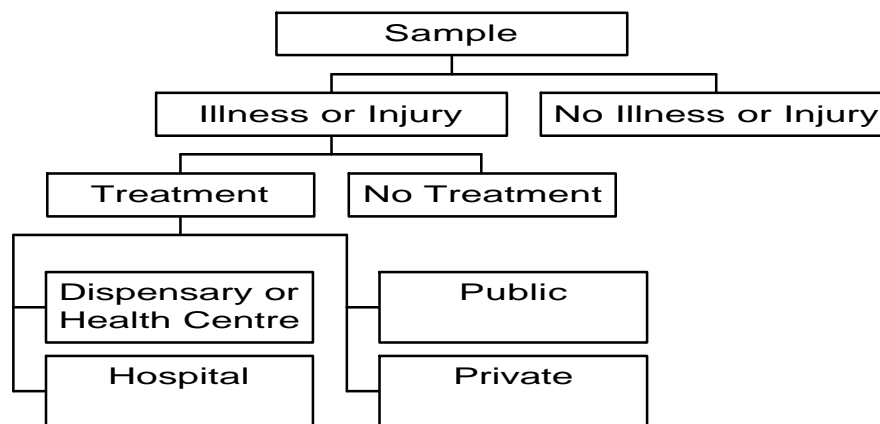 Sample
Illness or Injury
No Illness or Injury
Treatment
No Treatment
Dispensary or
Health Centre
Public
Hospital
Private